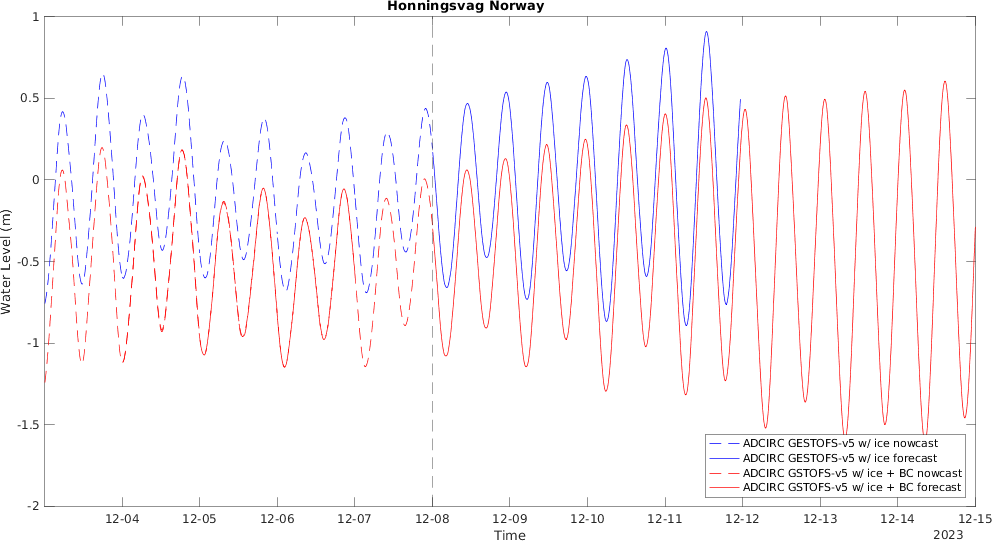 Honningsvag Norway
1
0.5
0
-0.5
-1
-1.5
-2
Water Level (m)
ADCIRC GESTOFS-v5 w/ ice nowcast
ADCIRC GESTOFS-v5 w/ ice forecast
ADCIRC GSTOFS-v5 w/ ice + BC nowcast
ADCIRC GSTOFS-v5 w/ ice + BC forecast
12-04 12-05 12-06 12-07 12-08 12-09 12-10 12-11 12-12 12-13 12-14 12-15
Time
2023